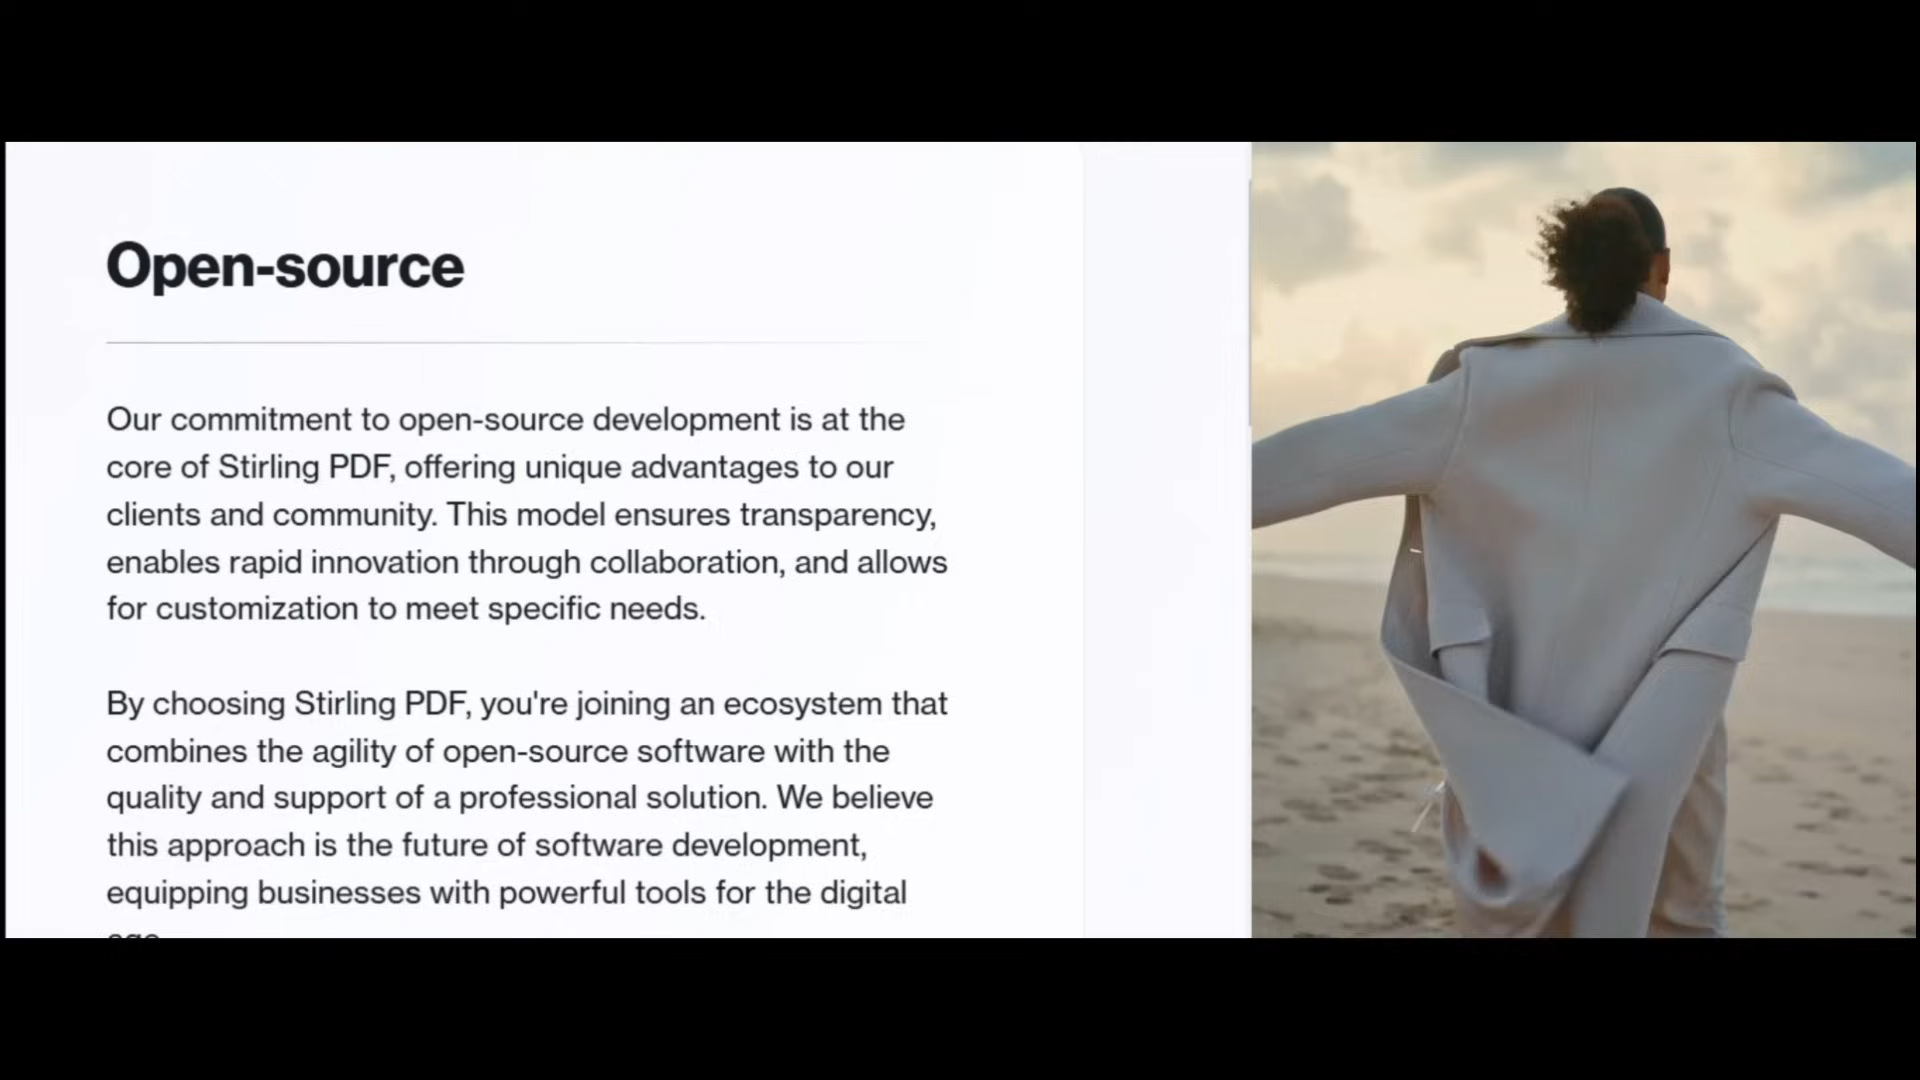 Open-source
Our commitment to open-source development is at the
core of Stirling PDF, offering unique advantages to our
clients and community. This model ensures transparency,
enables rapid innovation through collaboration, and allows
for customization to meet specific needs.
By choosing Stirling PDF, you're joining an ecosystem that
combines the agility of open-source software with the
quality and support of a professional solution. We believe
this approach is the future of software development,
equipping businesses with powerful tools for the digital